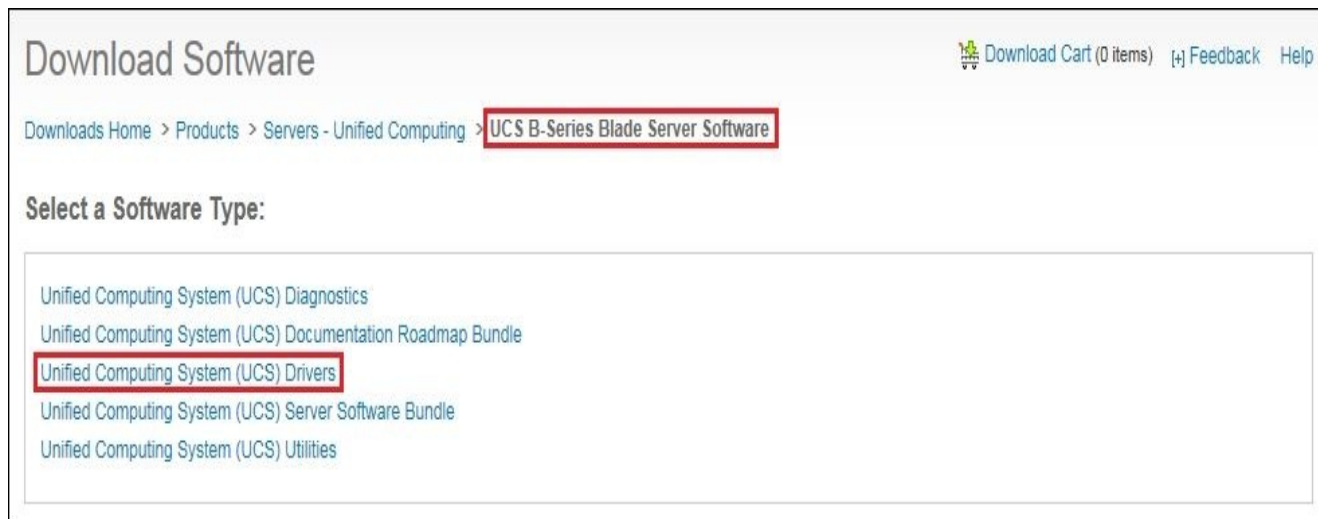 Download Software
Download Cart (0 items) [+] Feedback Help
Downloads Home > Products > Servers - Unified Computing > UCS B-Series Blade Server Software
Select a Software Type:
Unified Computing System (UCS) Diagnostics
Unified Computing System (UCS) Documentation Roadmap Bundle
Unified Computing System (UCS) Drivers
Unified Computing System (UCS) Server Software Bundle
Unified Computing System (UCS) Utilities